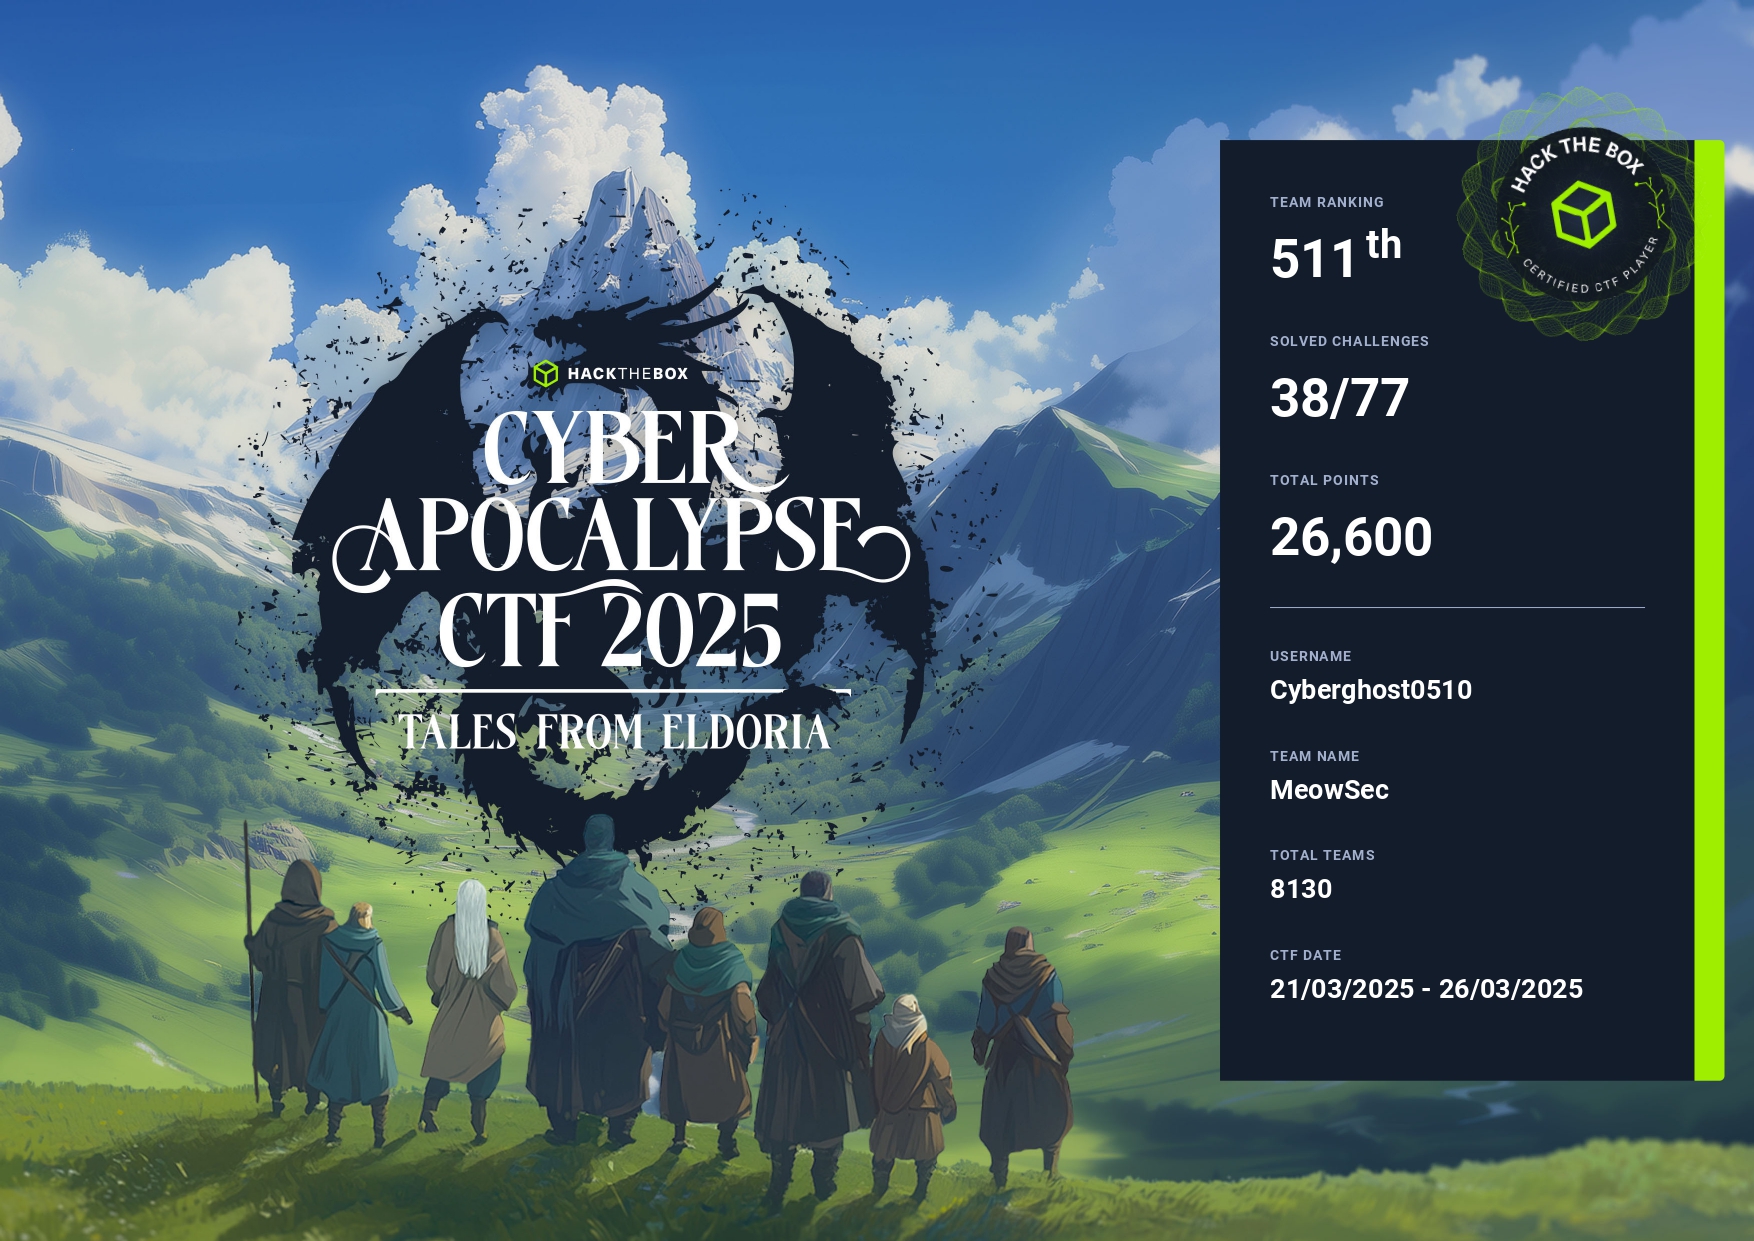 HACKTHEBOX
CYBER
APOCALYPSE
CTF 2025
TALES FROM ELDORIA
HACK THE BOX
CERTIFIED CTF PLAYER
TEAM RANKING
511th
SOLVED CHALLENGES
38/77
TOTAL POINTS
26,600
USERNAME
Cyberghost0510
TEAM NAME
MeowSec
TOTAL TEAMS
8130
CTF DATE
21/03/2025 - 26/03/2025